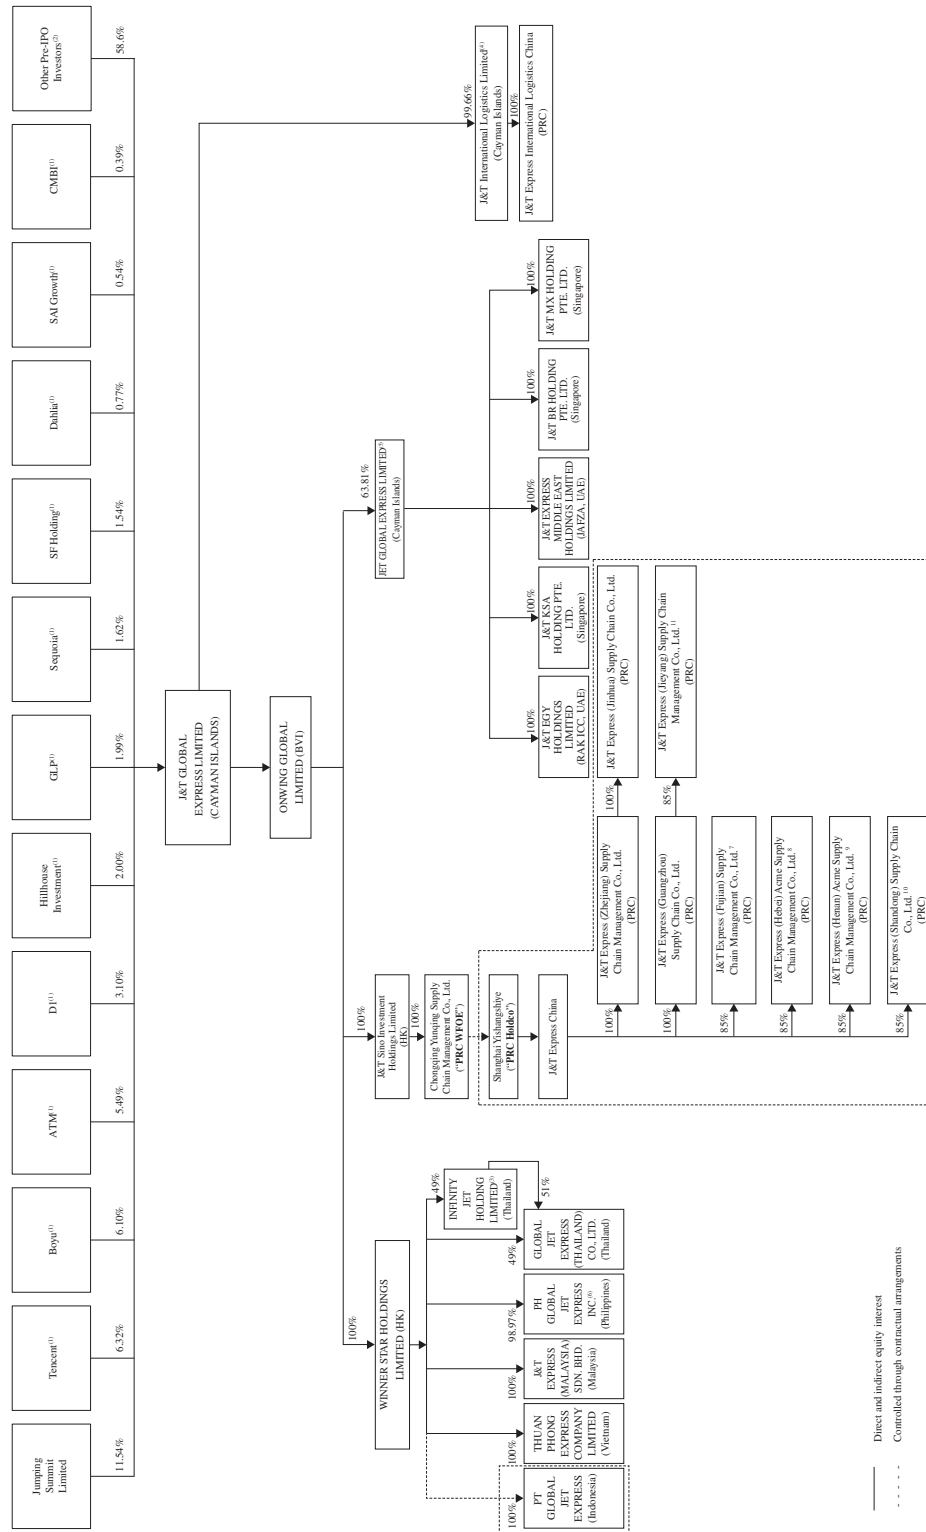 Jumping
Summit
Limited
11.54%
Tencent(1)
6.32%
Boyu(1)
6.10%
ATM(1)
5.49%
D1(1)
3.10%
Hillhouse
Investment(1)
2.00%
GLP(1)
1.99%
Sequoia(1)
1.62%
SF Holding(1)
1.54%
Dahlia(1)
0.77%
SAI Growth(1)
0.54%
CMBI(1)
0.39%
Other Pre-IPO
Investors(2)
58.6%
J&T GLOBAL
EXPRESS LIMITED
(CAYMAN ISLANDS)
ONWING GLOBAL
LIMITED (BVI)
100%
WINNER STAR HOLDINGS
LIMITED (HK)
100%
J&T Sino Investment
Holdings Limited
(HK)
100%
Chongqing Yunqing Supply
Chain Management Co., Ltd.
("PRC WFOE")
Shanghai Yishangshiye
("PRC Holdco")
J&T Express China
63.81%
JET GLOBAL EXPRESS LIMITED(5)
(Cayman Islands)
99.66%
J&T International Logistics Limited(4)
(Cayman Islands)
100%
J&T Express International Logistics China
(PRC)
100%
PT
GLOBAL
JET
EXPRESS
(Indonesia)
100%
THUAN
PHONG
EXPRESS
COMPANY
LIMITED
(Vietnam)
100%
J&T
EXPRESS
(MALAYSIA)
SDN. BHD.
(Malaysia)
98.97%
PH
GLOBAL
JET
EXPRESS
INC.(6)
(Philippines)
49%
GLOBAL
JET
EXPRESS
(THAILAND)
CO., LTD.
(Thailand)
49%
INFINITY
JET
HOLDING
LIMITED(3)
(Thailand)
51%
100%
J&T EGY
HOLDINGS
LIMITED
(RAK ICC, UAE)
100%
J&T KSA
HOLDING PTE.
LTD.
(Singapore)
100%
J&T EXPRESS
MIDDLE EAST
HOLDINGS LIMITED
(JAFZA, UAE)
100%
J&T BR HOLDING
PTE. LTD.
(Singapore)
100%
J&T MX HOLDING
PTE. LTD.
(Singapore)
100%
J&T Express (Zhejiang) Supply
Chain Management Co., Ltd.
(PRC)
100%
J&T Express (Jinhua) Supply Chain Co., Ltd.
(PRC)
100%
J&T Express (Guangzhou)
Supply Chain Co., Ltd.
(PRC)
85%
J&T Express (Jieyang) Supply Chain
Management Co., Ltd.11
(PRC)
85%
J&T Express (Fujian) Supply
Chain Management Co., Ltd.7
(PRC)
85%
J&T Express (Hebei) Acme Supply
Chain Management Co., Ltd.8
(PRC)
85%
J&T Express (Henan) Acme Supply
Chain Management Co., Ltd. 9
(PRC)
85%
J&T Express (Shandong) Supply Chain
Co., Ltd.10
(PRC)
Direct and indirect equity interest
Controlled through contractual arrangements